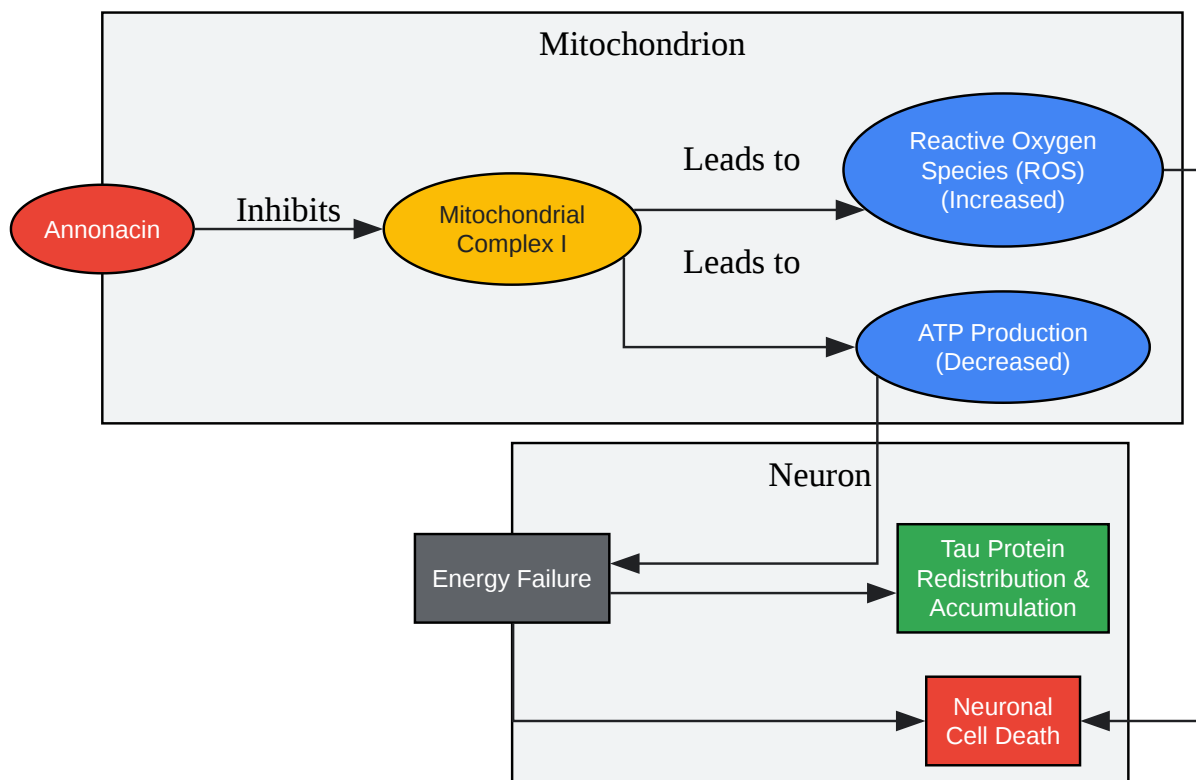 Mitochondrion
Annonacin
Inhibits
Mitochondrial
Complex I
Leads to
Reactive Oxygen
Species (ROS)
(Increased)
Leads to
ATP Production
(Decreased)
Neuron
Energy Failure
Tau Protein
Redistribution &
Accumulation
Neuronal
Cell Death